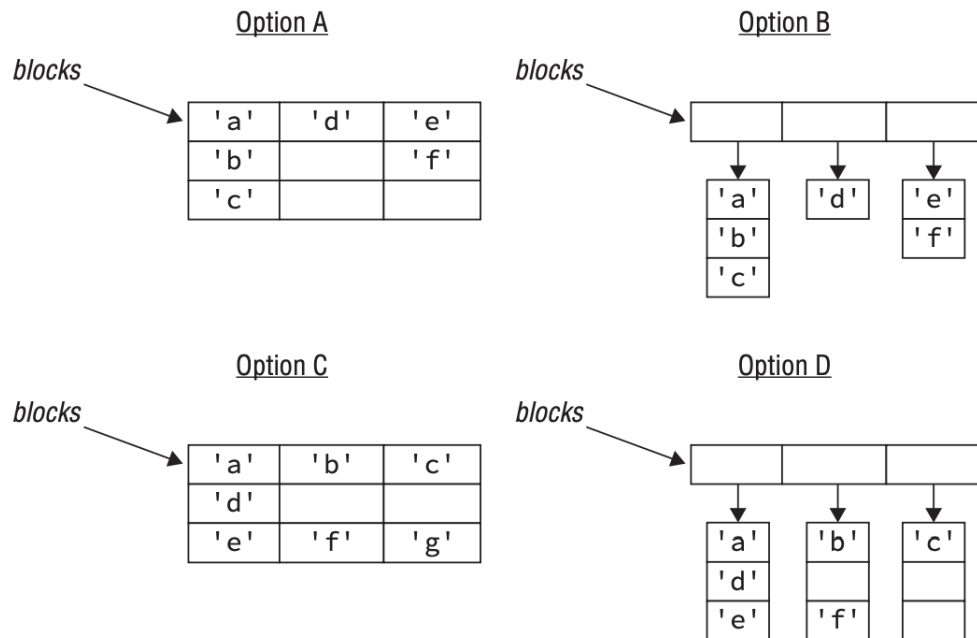 Option A
blocks
'a' 'd' 'e'
'b' 'f'
'c'
Option B
blocks
'a' 'd' 'e'
'b' 'f'
'c'
Option C
blocks
'a' 'b' 'c'
'd'
'e' 'f' 'g'
Option D
blocks
'a' 'b' 'c'
'd'
'e' 'f'